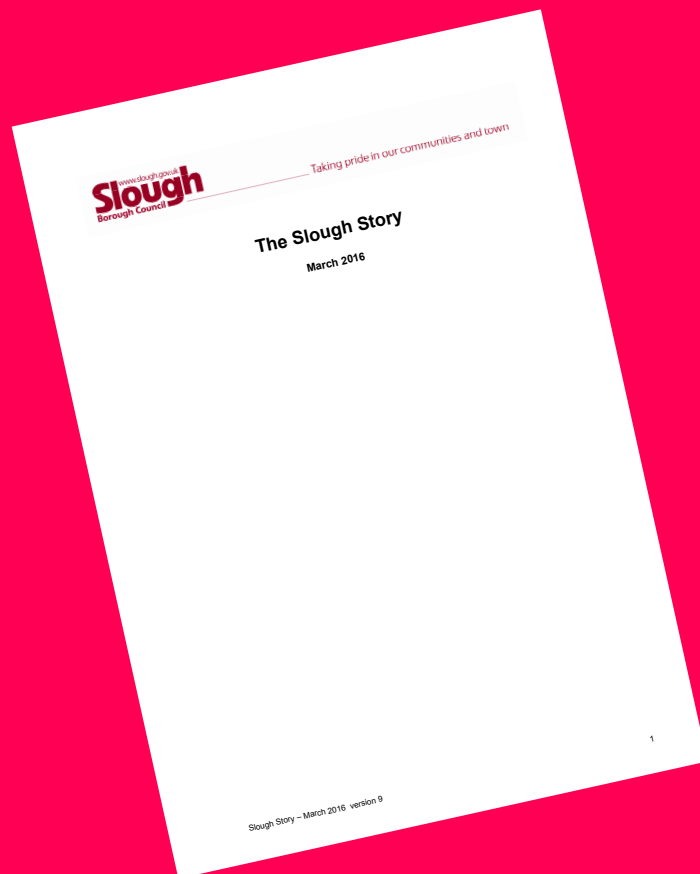 www.slough.gov.uk
Slough
Borough Council
Taking pride in our communities and town
The Slough Story
March 2016
1
Slough Story – March 2016 version 9